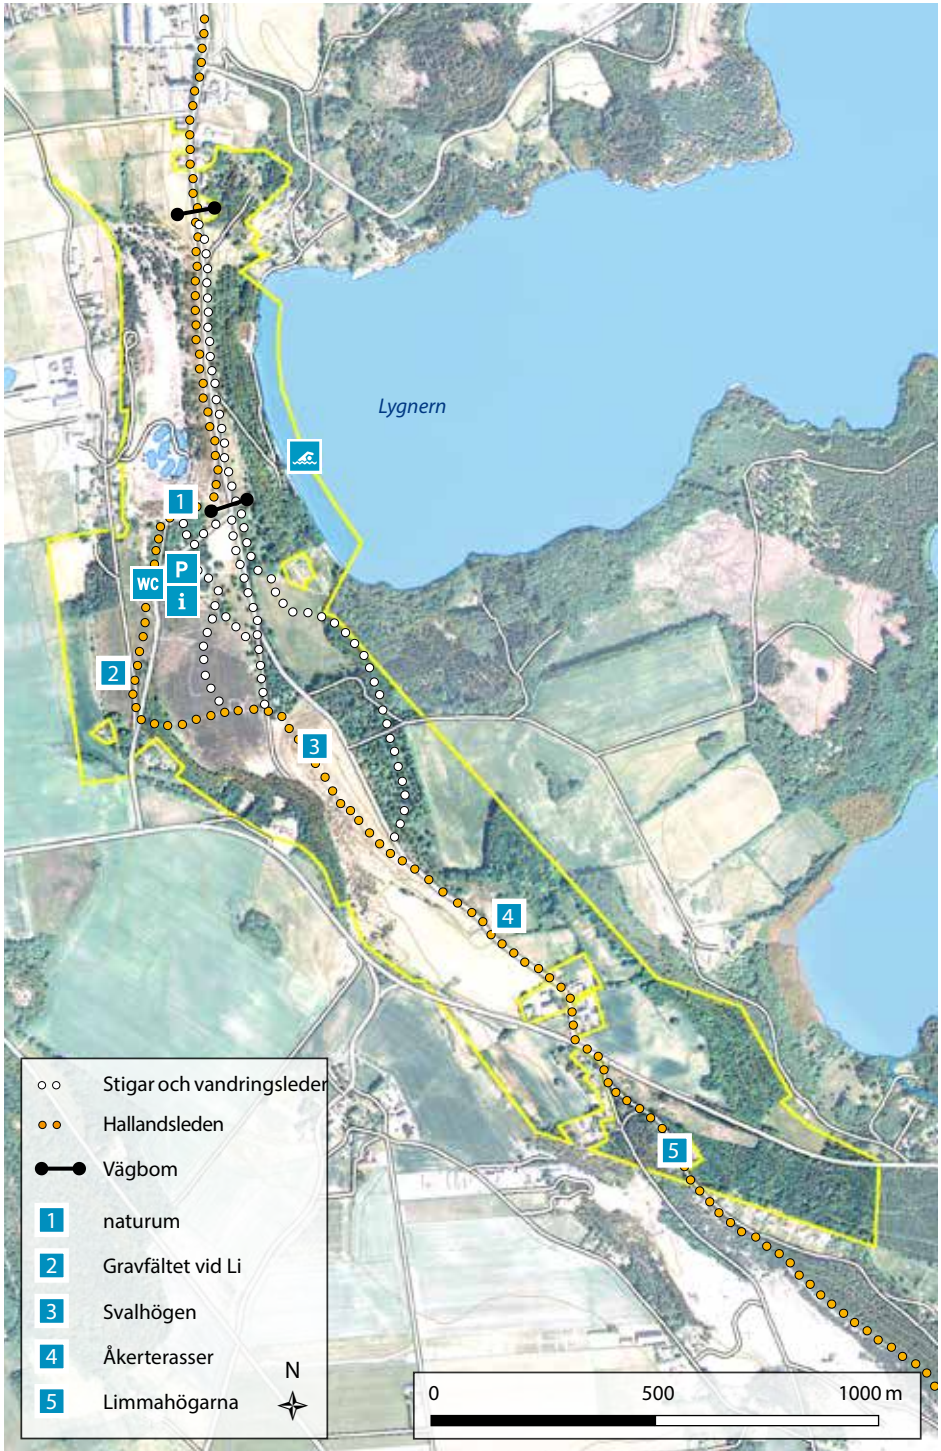 Lygnern
1
P
WC
i
2
3
4
5
Stigar och vandringsleder
Hallandsleden
Vägbom
1 naturum
2 Gravfältet vid Li
3 Svalhögen
4 Åkerterasser
5 Limmahögarna
N
0 500 1000 m